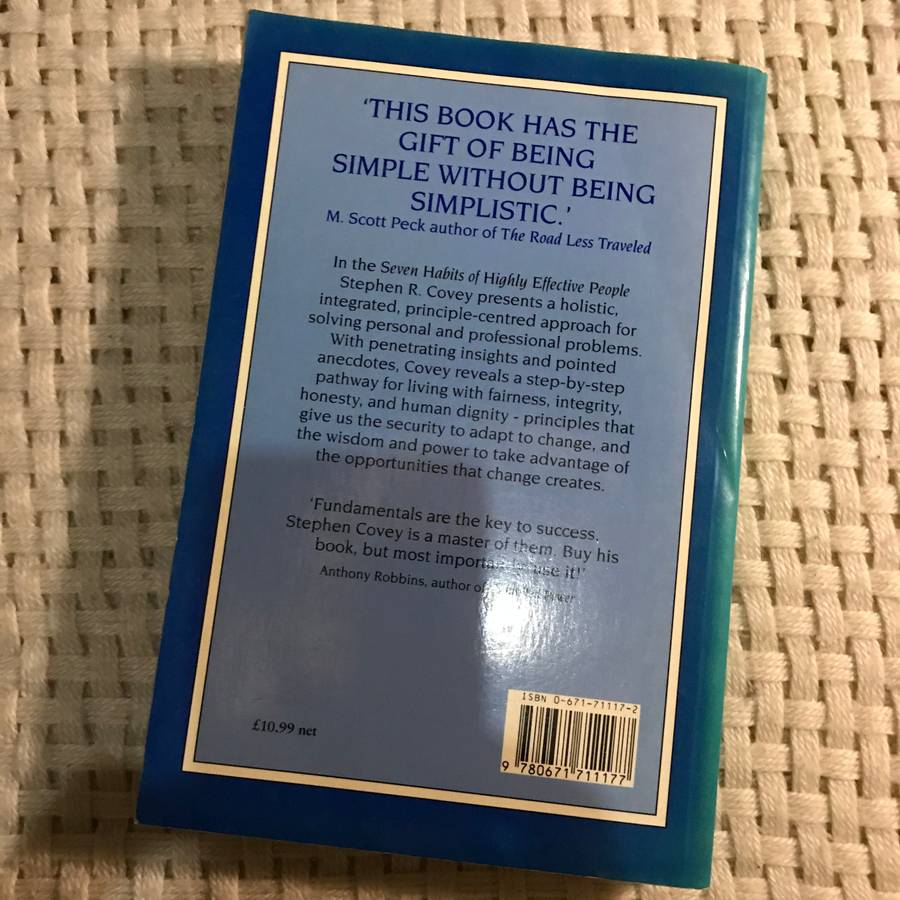 ‘THIS BOOK HAS THE
GIFT OF BEING
SIMPLE WITHOUT BEING
SIMPLISTIC.’
M. Scott Peck author of The Road Less Traveled
In the Seven Habits of Highly Effective People
Stephen R. Covey presents a holistic,
integrated, principle-centred approach for
solving personal and professional problems.
With penetrating insights and pointed
anecdotes, Covey reveals a step-by-step
pathway for living with fairness, integrity,
honesty, and human dignity - principles that
give us the security to adapt to change, and
the wisdom and power to take advantage of
the opportunities that change creates.
‘Fundamentals are the key to success.
Stephen Covey is a master of them. Buy his
book, but most use it!’
Anthony Robbins, author of Power
£10.99 net
ISBN 0-671-71117-2
9 780671 711177